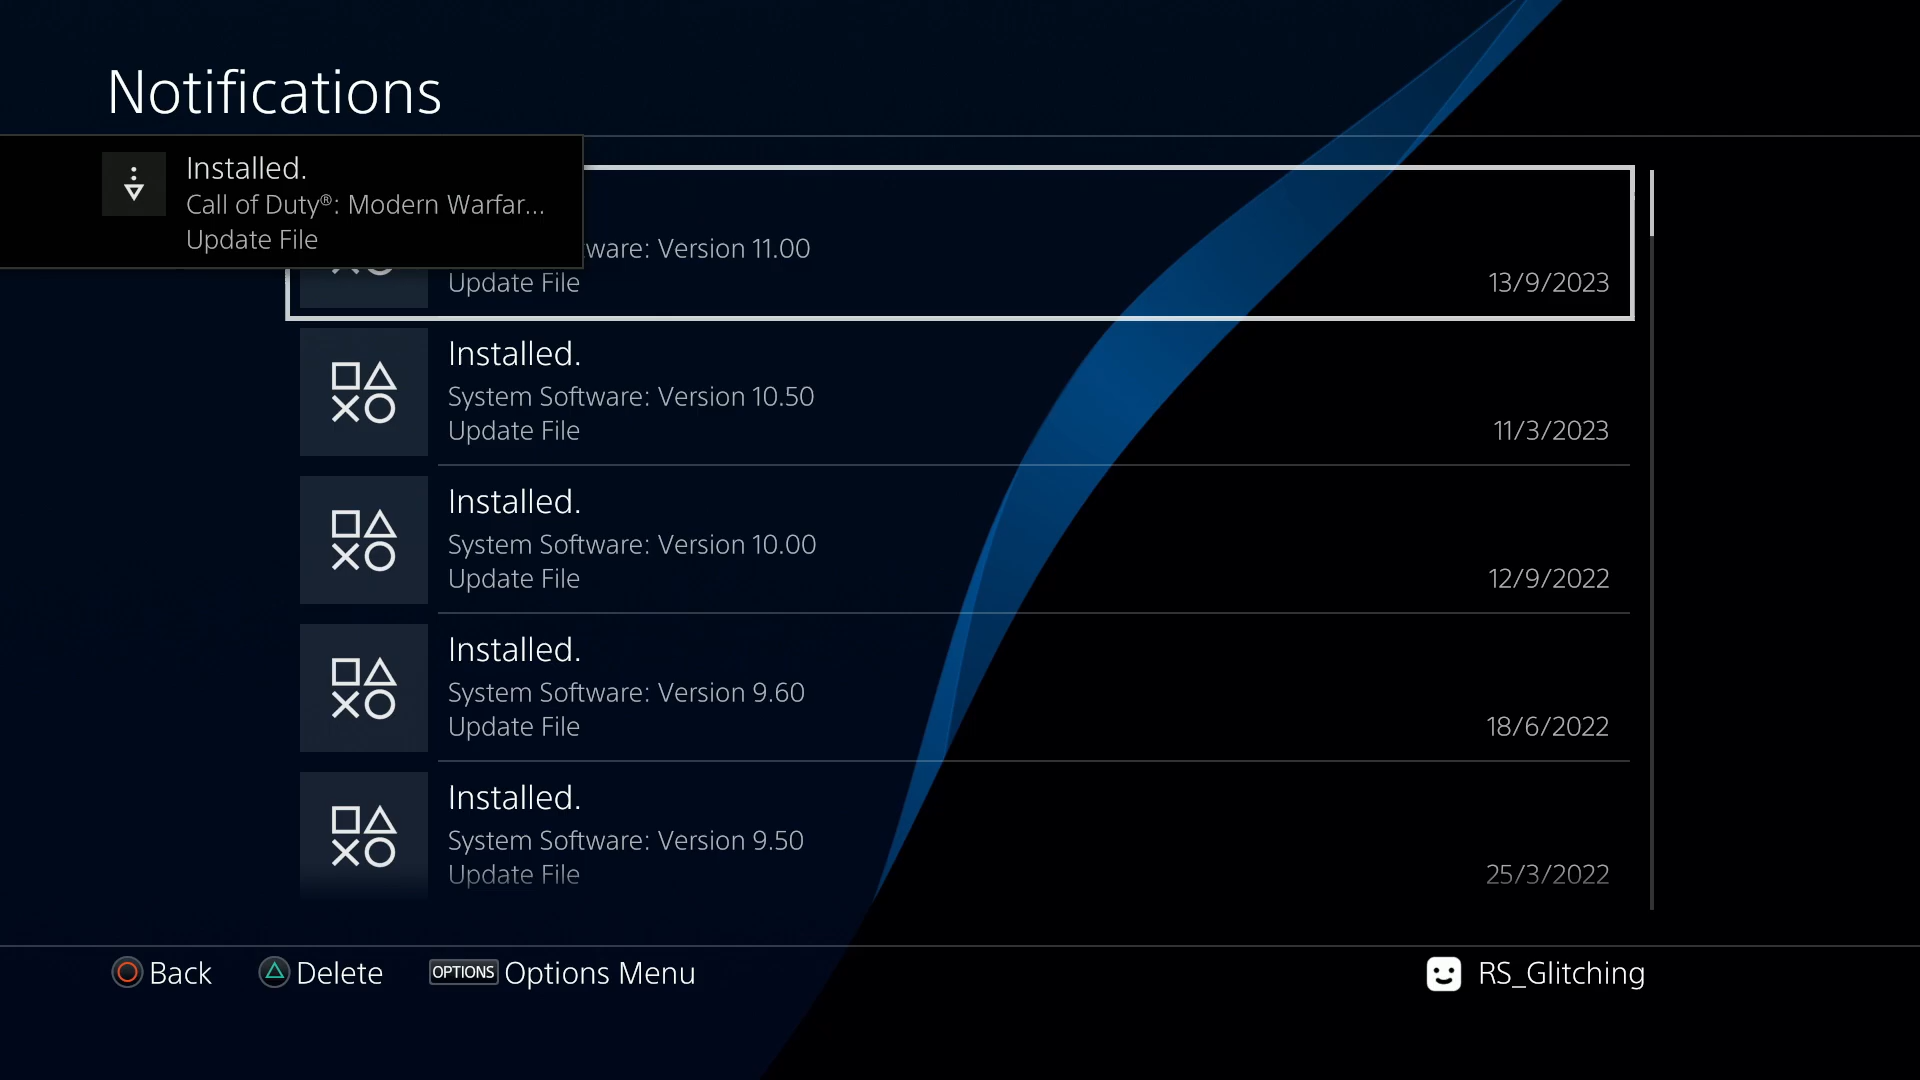 Notifications
Installed.
Call of Duty®: Modern Warfar...
Update File
ware: Version 11.00
Update File
13/9/2023
Installed.
System Software: Version 10.50
Update File
11/3/2023
Installed.
System Software: Version 10.00
Update File
12/9/2022
Installed.
System Software: Version 9.60
Update File
18/6/2022
Installed.
System Software: Version 9.50
Update File
25/3/2022
Back
Delete
OPTIONS Options Menu
RS_Glitching